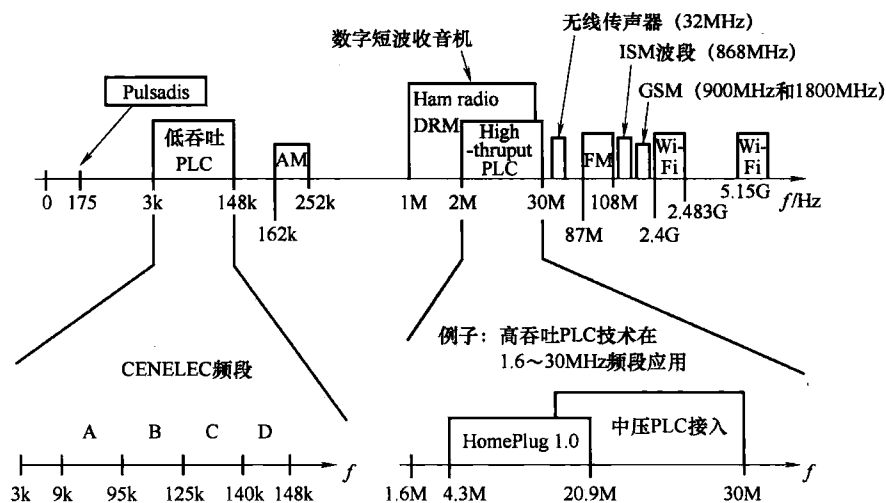 无线传声器（32MHz）
数字短波收音机
ISM波段（868MHz）
Pulsadis
GSM（900MHz和1800MHz）
Ham radio
DRM
低吞吐
PLC
High
-thruput
PLC
AM
FM
Wi-
Fi
Wi-
Fi
0
175
3k
148k
252k
162k
1M
2M
30M
108M
87M
2.4G
2.483G
5.15G
f/Hz
例子：高吞吐PLC技术在
1.6～30MHz频段应用
CENELEC频段
A
B
C
D
3k
9k
95k
125k
140k
148k
f
HomePlug 1.0
中压PLC接入
1.6M
4.3M
20.9M
30M
f